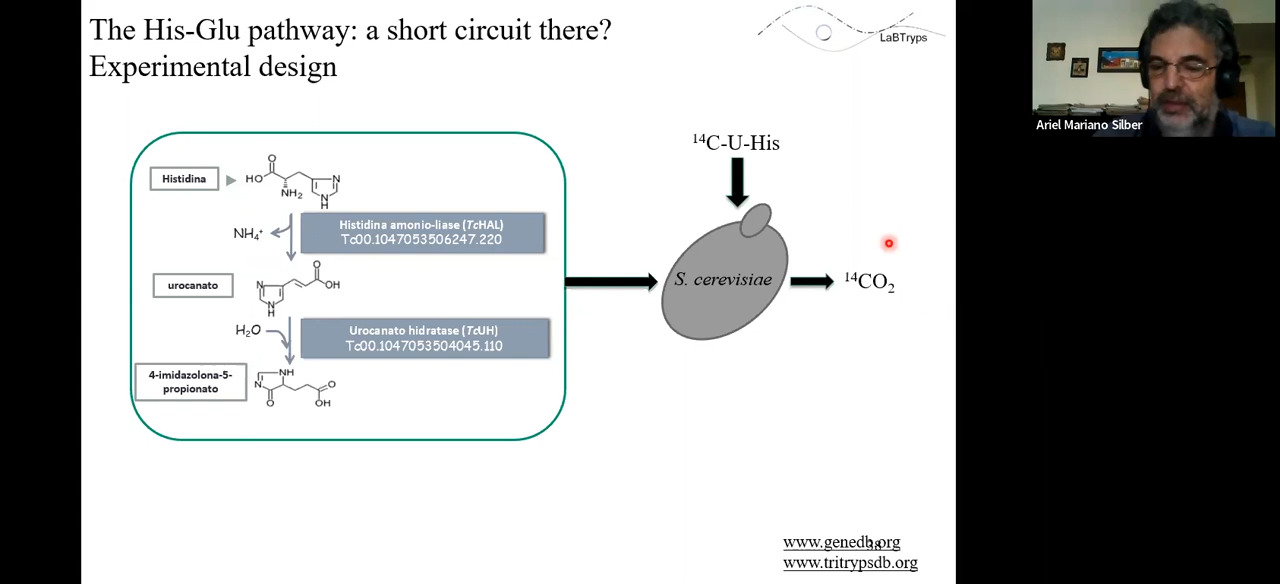 The His-Glu pathway: a short circuit there?
Experimental design
LaBTryps
Ariel Mariano Silber
Histidina
HO
O
NH₂
N
N
H
NH₄⁺
Histidina amonio-liase (TcHAL)
Tc00.1047053506247.220
urocanato
N
N
H
O
OH
H₂O
Urocanato hidratase (TcUH)
Tc00.1047053504045.110
4-imidazolona-5-
propionato
NH
N
O
O
OH
¹⁴C-U-His
S. cerevisiae
¹⁴CO₂
www.genedb.org
38
www.tritrypsdb.org